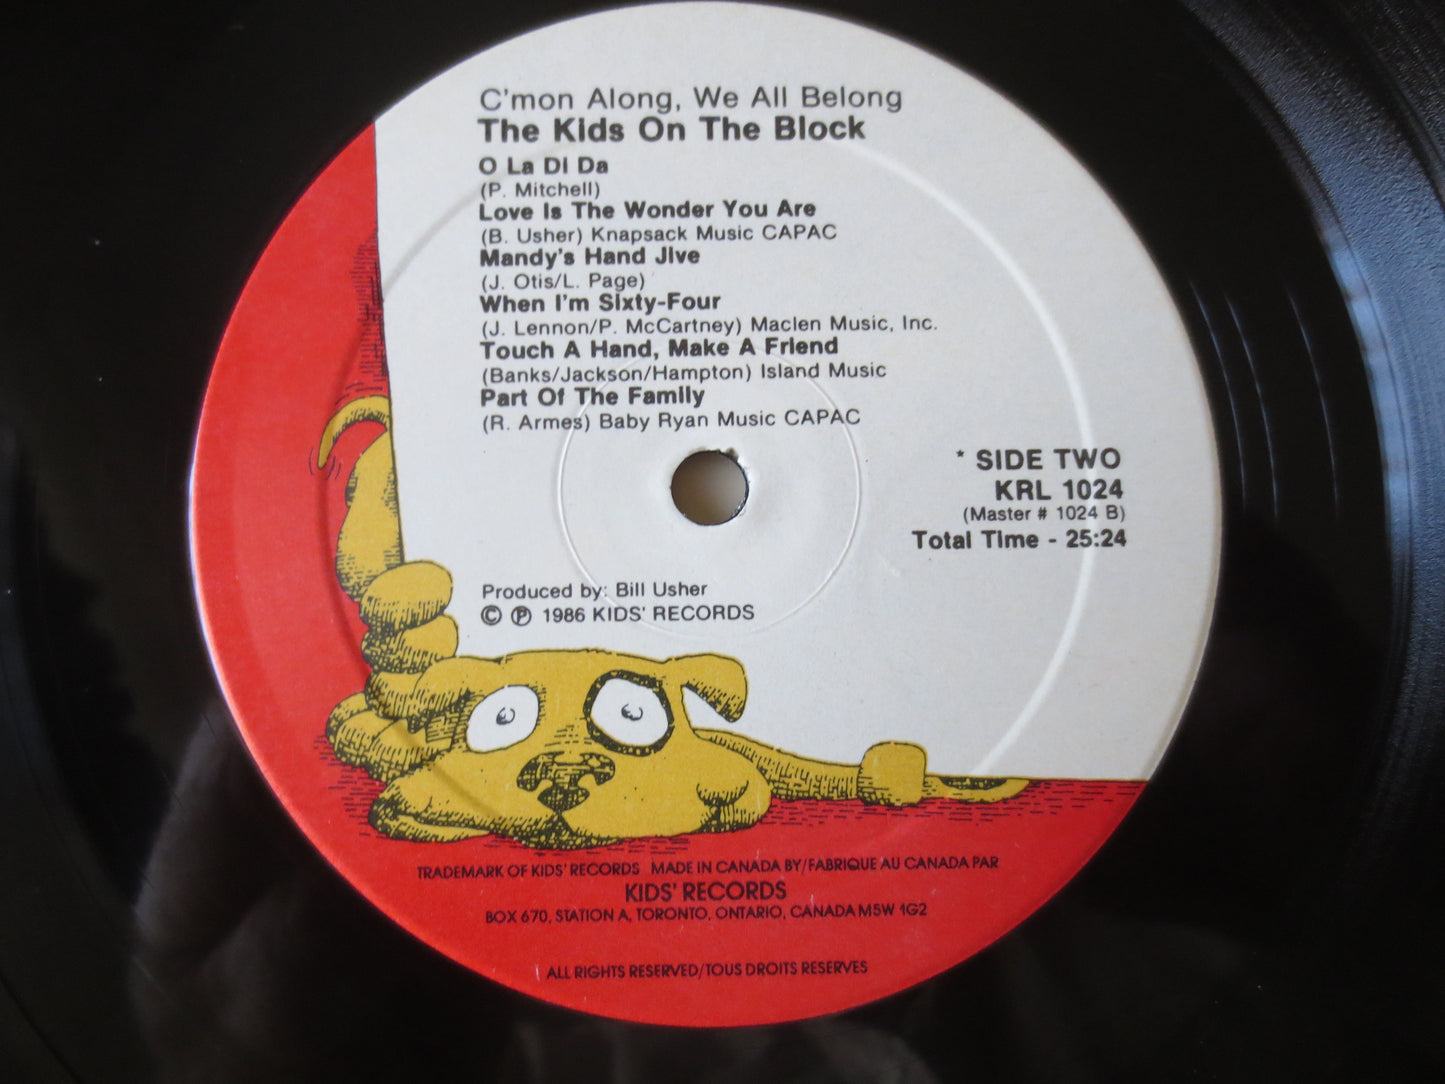 C'mon Along, We All Belong
The Kids On The Block
O La Di Da
(P. Mitchell)
Love Is The Wonder You Are
(B. Usher) Knapsack Music CAPAC
Mandy's Hand Jive
(J. Otis/L. Page)
When I'm Sixty-Four
(J. Lennon/P. McCartney) Maclen Music, Inc.
Touch A Hand, Make A Friend
(Banks/Jackson/Hampton) Island Music
Part Of The Family
(R. Armes) Baby Ryan Music CAPAC
* SIDE TWO
KRL 1024
(Master # 1024 B)
Total Time - 25:24
Produced by: Bill Usher
© ℗ 1986 KIDS' RECORDS
TRADEMARK OF KIDS' RECORDS MADE IN CANADA BY/FABRIQUE AU CANADA PAR
KIDS' RECORDS
BOX 670, STATION A, TORONTO, ONTARIO, CANADA M5W 1G2
ALL RIGHTS RESERVED/TOUS DROITS RESERVES